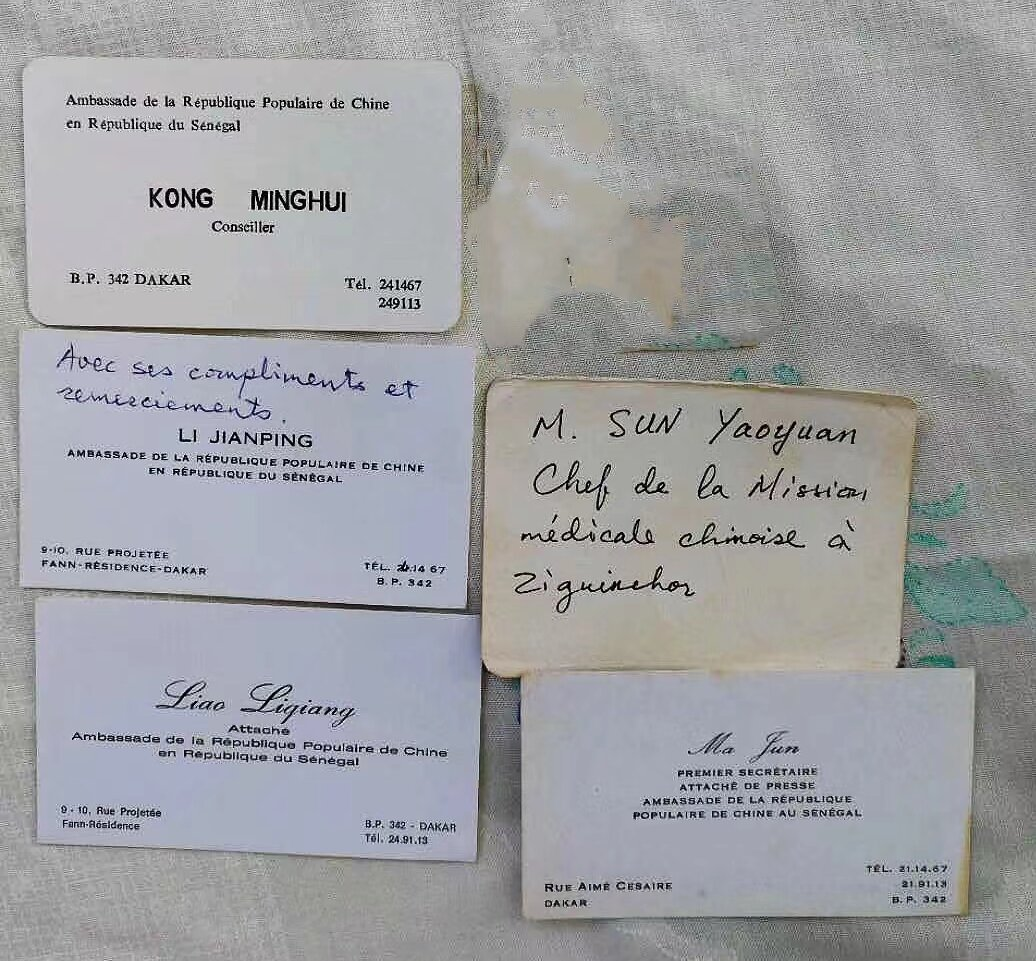 Ambassade de la République Populaire de Chine
en République du Sénégal
KONG MINGHUI
Conseiller
B.P. 342 DAKAR
Tél. 241467
249113
Avec ses compliments et
remerciements.
LI JIANPING
AMBASSADE DE LA RÉPUBLIQUE POPULAIRE DE CHINE
EN RÉPUBLIQUE DU SÉNÉGAL
9-10, RUE PROJETÉE
FANN-RÉSIDENCE-DAKAR
TÉL. 24.14 67
B.P. 342
Liao Liqiang
Attaché
Ambassade de la République Populaire de Chine
en République du Sénégal
9 - 10, Rue Projetée
Fann-Résidence
B.P. 342 - DAKAR
Tél. 24.91.13
M. SUN Yaoyuan
Chef de la Mission
médicale chinoise à
Ziguinchor
Ma Jun
PREMIER SECRÉTAIRE
ATTACHÉ DE PRESSE
AMBASSADE DE LA RÉPUBLIQUE
POPULAIRE DE CHINE AU SÉNÉGAL
RUE AIMÉ CESAIRE
DAKAR
TÉL. 21.14.67
21.91.13
B. P. 342